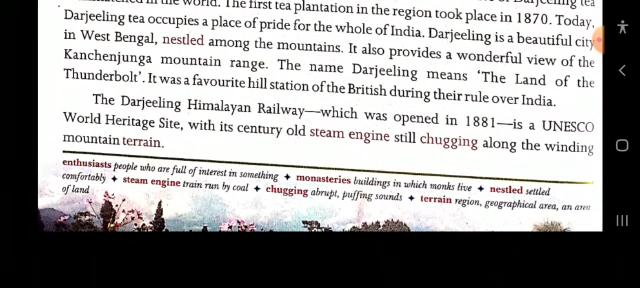 in the world. The first tea plantation in the region took place in 1870. Today,
Darjeeling tea occupies a place of pride for the whole of India. Darjeeling is a beautiful city
in West Bengal, nestled among the mountains. It also provides a wonderful view of the
Kanchenjunga mountain range. The name Darjeeling means ‘The Land of the
Thunderbolt’. It was a favourite hill station of the British during their rule over India.
The Darjeeling Himalayan Railway—which was opened in 1881—is a UNESCO
World Heritage Site, with its century old steam engine still chugging along the winding
mountain terrain.
enthusiasts people who are full of interest in something ✦ monasteries buildings in which monks live ✦ nestled settled
comfortably ✦ steam engine train run by coal ✦ chugging abrupt, puffing sounds ✦ terrain region, geographical area, an area
of land